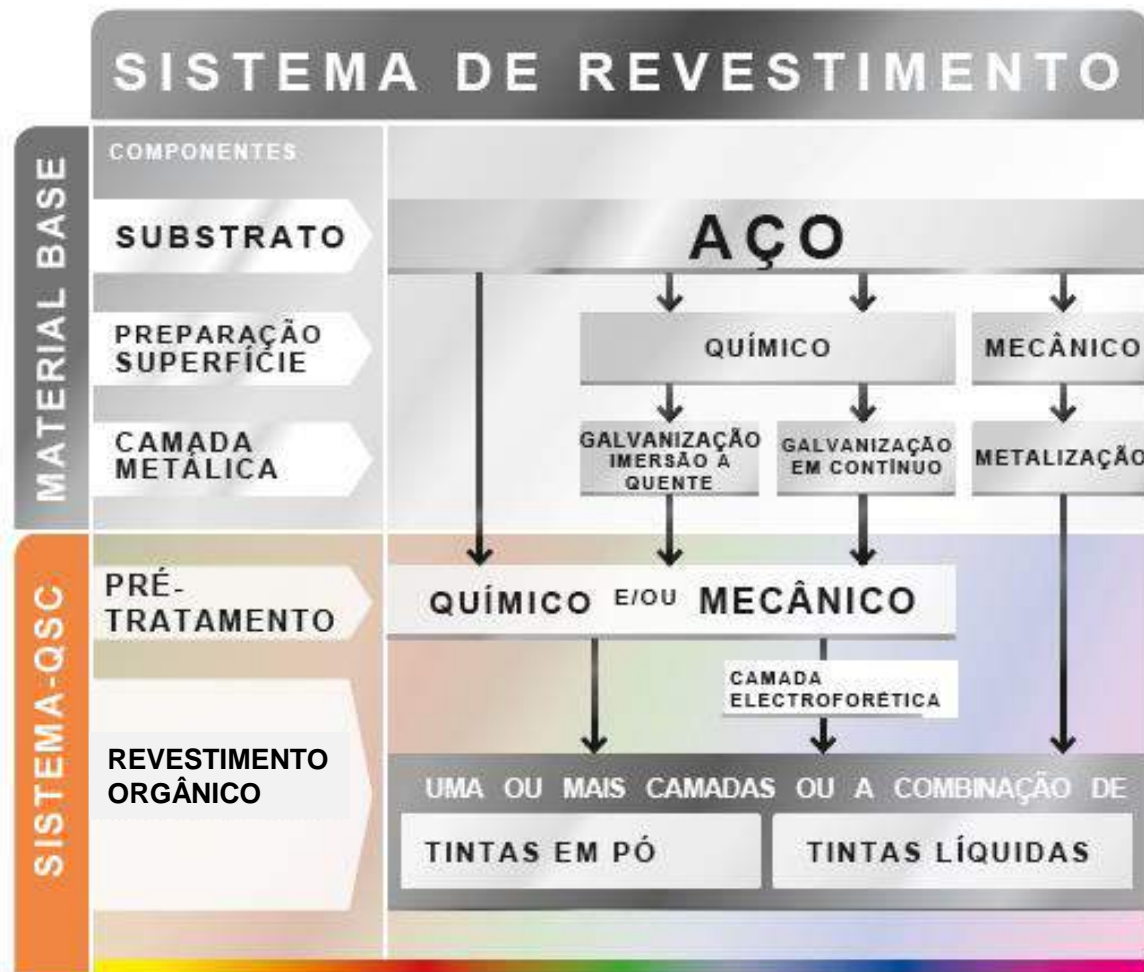 SISTEMA DE REVESTIMENTO
MATERIAL BASE
COMPONENTES
SUBSTRATO
AÇO
PREPARAÇÃO
SUPERFÍCIE
QUÍMICO
MECÂNICO
CAMADA
METÁLICA
GALVANIZAÇÃO
IMERSÃO A
QUENTE
GALVANIZAÇÃO
EM CONTÍNUO
METALIZAÇÃO
SISTEMA-QSC
PRÉ-
TRATAMENTO
QUÍMICO E/OU MECÂNICO
CAMADA
ELECTROFORÉTICA
REVESTIMENTO
ORGÂNICO
UMA OU MAIS CAMADAS OU A COMBINAÇÃO DE
TINTAS EM PÓ
TINTAS LÍQUIDAS